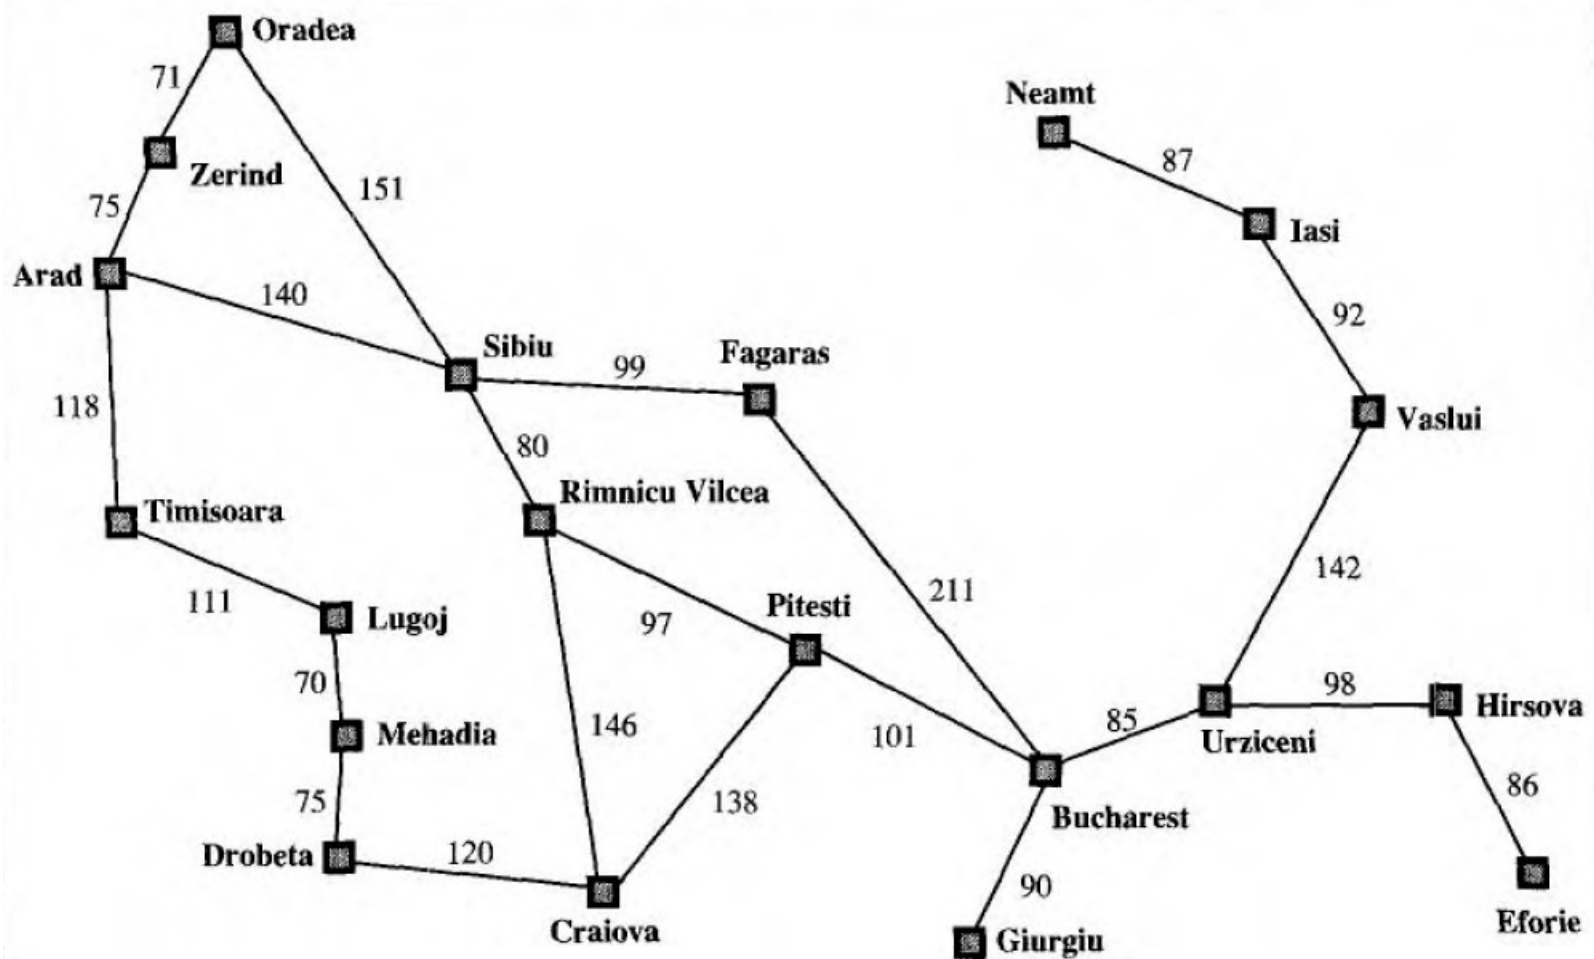 Oradea
71
Neamt
87
Zerind
151
75
Iasi
Arad
140
92
Sibiu
99
Fagaras
118
Vaslui
80
Rimnicu Vilcea
Timisoara
142
211
111
Lugoj
97
Pitesti
70
98
Hirsova
146
101
85
Mehadia
Urziceni
86
75
138
Bucharest
Drobeta
120
90
Craiova
Giurgiu
Eforie